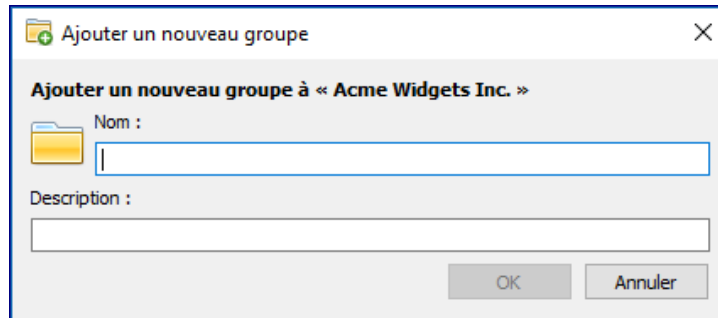 Ajouter un nouveau groupe
Ajouter un nouveau groupe à « Acme Widgets Inc. »
Nom :
Description :
OK
Annuler